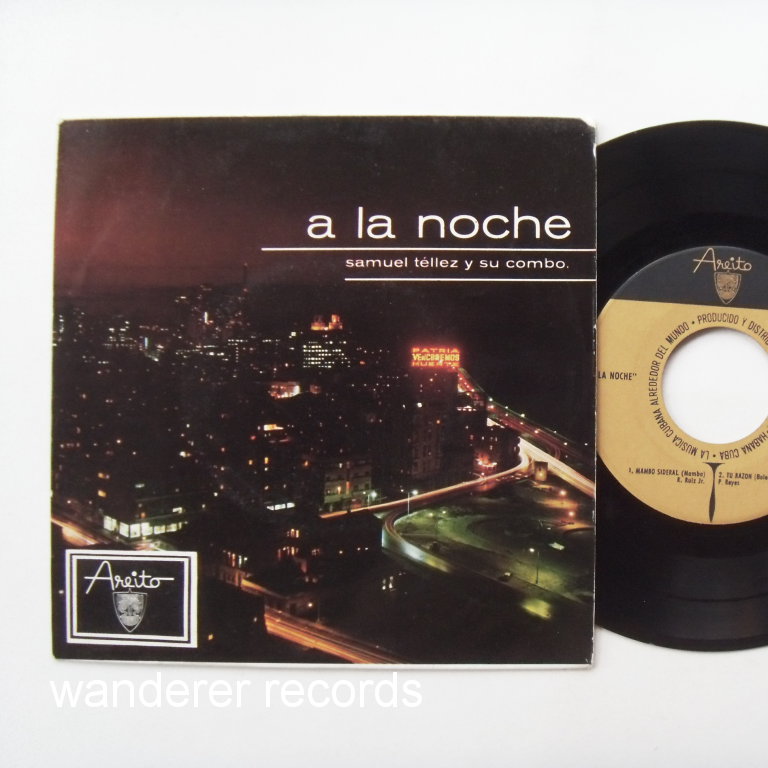 a la noche
samuel téllez y su combo.
PATRIA
VENCEREMOS
MUERTE
Areito
Areito
PRODUCIDO Y DISTRI
HABANA CUBA • LA MUSICA CUBANA ALREDEDOR DEL MUNDO •
LA NOCHE"
1. MAMBO SIDERAL (Mambo)
R. Ruiz Jr.
2. TU RAZON (Bole
F. Reyes
wanderer records